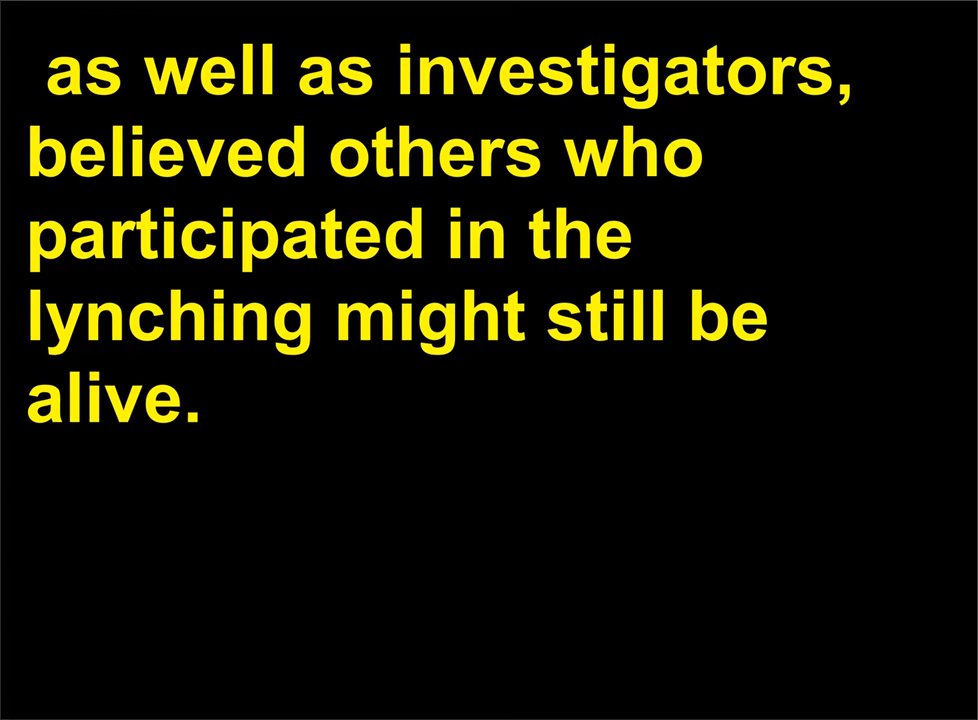 as well as investigators,
believed others who
participated in the
lynching might still be
alive.